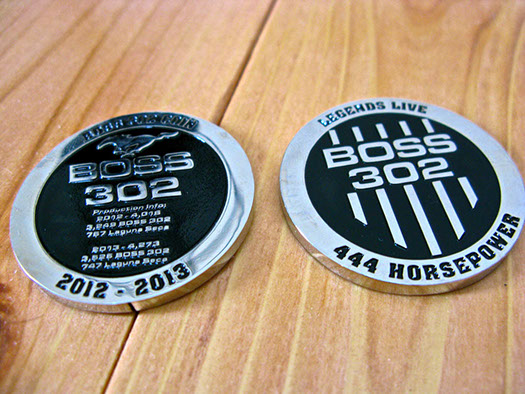 BOSS
302
Production Info:
2012 - 4,016
3,249 BOSS 302
767 Laguna Seca
2013 - 4,273
3,526 BOSS 302
747 Laguna Seca
2012 - 2013
LEGENDS LIVE
BOSS
302
444 HORSEPOWER